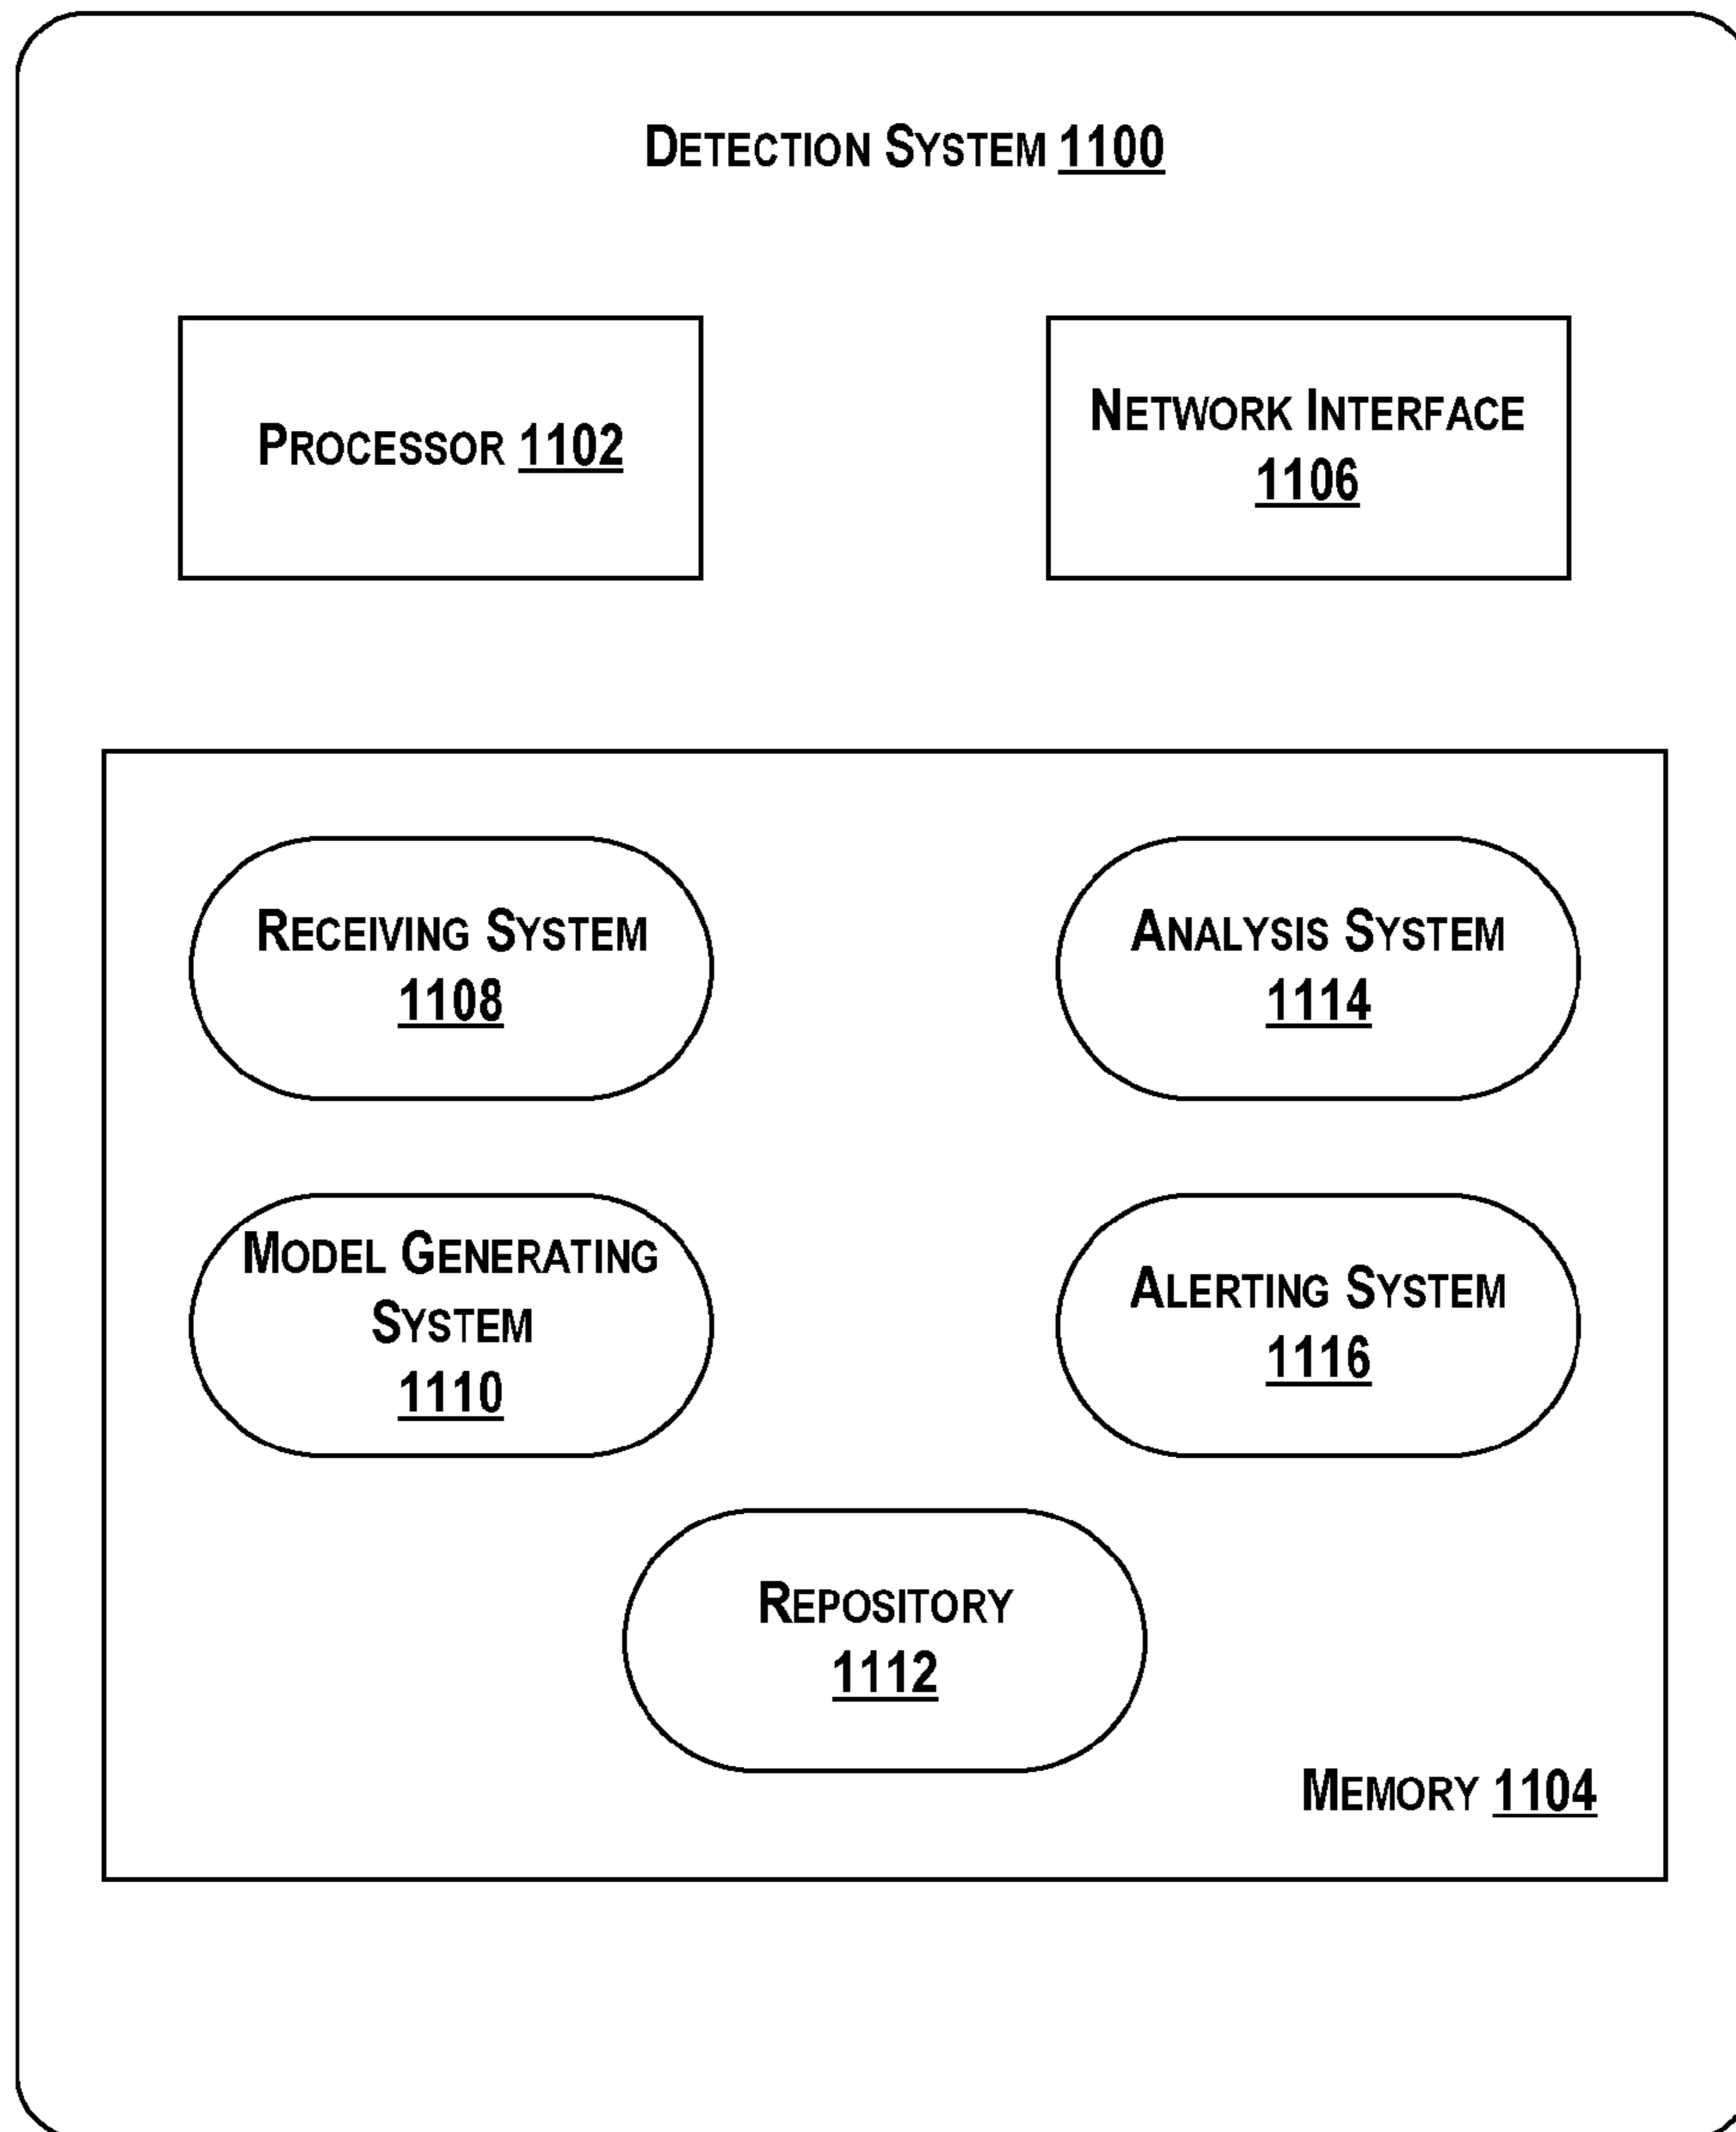 DETECTION SYSTEM 1100
PROCESSOR 1102
NETWORK INTERFACE
1106
RECEIVING SYSTEM
1108
ANALYSIS SYSTEM
1114
MODEL GENERATING
SYSTEM
1110
ALERTING SYSTEM
1116
REPOSITORY
1112
MEMORY 1104